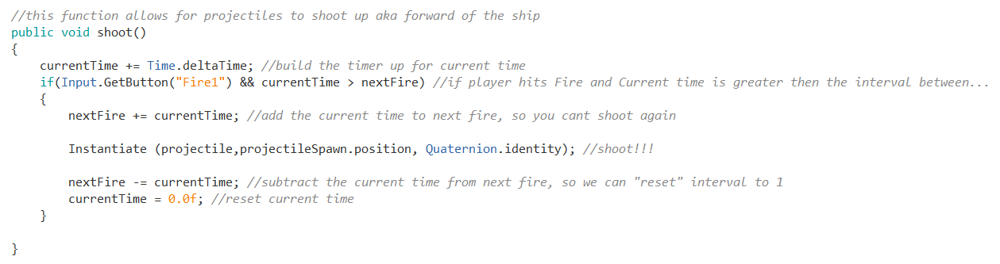 //this function allows for projectiles to shoot up aka forward of the ship
public void shoot()
{
    currentTime += Time.deltaTime; //build the timer up for current time
    if(Input.GetButton("Fire1") && currentTime > nextFire) //if player hits Fire and Current time is greater then the interval between...
    {
        nextFire += currentTime; //add the current time to next fire, so you cant shoot again
        Instantiate (projectile,projectileSpawn.position, Quaternion.identity); //shoot!!!
        nextFire -= currentTime; //subtract the current time from next fire, so we can "reset" interval to 1
        currentTime = 0.0f; //reset current time
    }
}